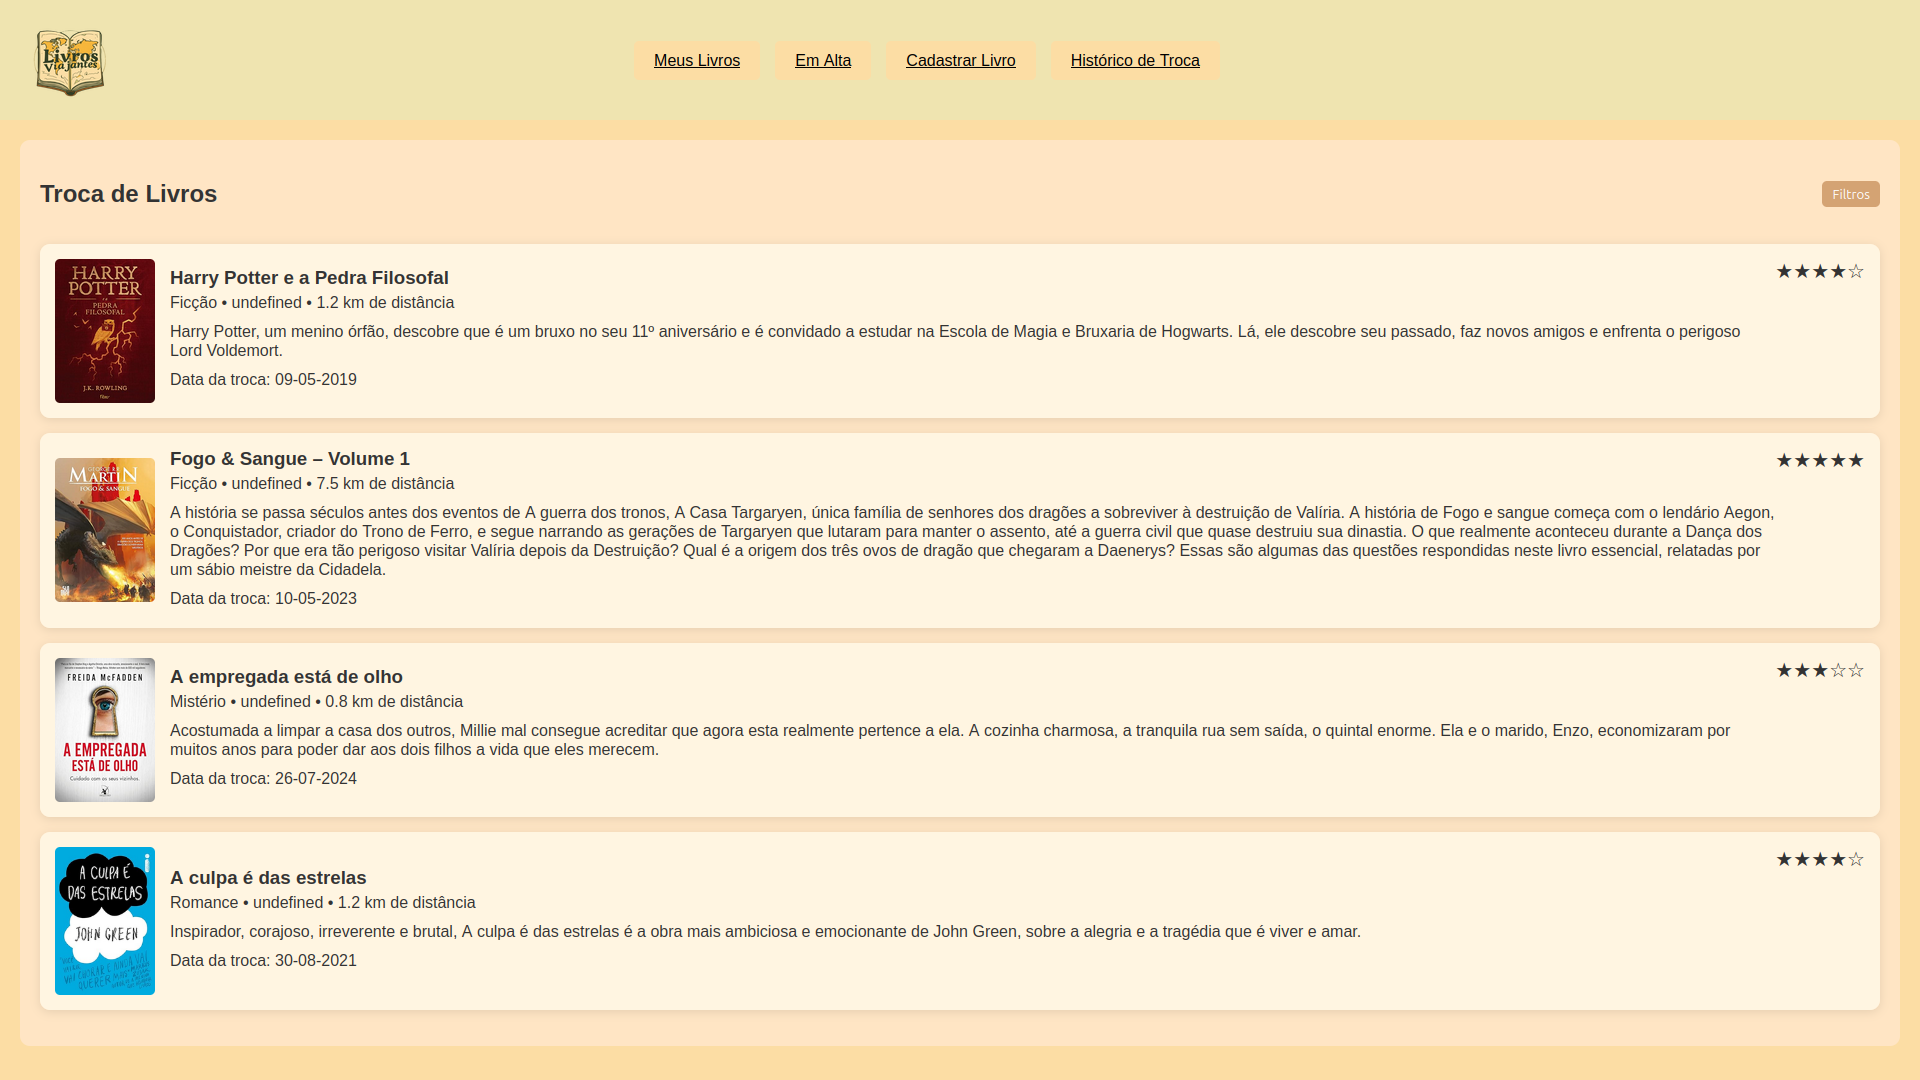 Livros
Viajantes
Meus Livros
Em Alta
Cadastrar Livro
Histórico de Troca
Troca de Livros
Filtros
HARRY
POTTER
E A
PEDRA
FILOSOFAL
J.K. ROWLING
Harry Potter e a Pedra Filosofal
★★★★☆
Ficção • undefined • 1.2 km de distância
Harry Potter, um menino órfão, descobre que é um bruxo no seu 11º aniversário e é convidado a estudar na Escola de Magia e Bruxaria de Hogwarts. Lá, ele descobre seu passado, faz novos amigos e enfrenta o perigoso
Lord Voldemort.
Data da troca: 09-05-2019
MARTIN
FOGO & SANGUE
Fogo & Sangue – Volume 1
★★★★★
Ficção • undefined • 7.5 km de distância
A história se passa séculos antes dos eventos de A guerra dos tronos, A Casa Targaryen, única família de senhores dos dragões a sobreviver à destruição de Valíria. A história de Fogo e sangue começa com o lendário Aegon,
o Conquistador, criador do Trono de Ferro, e segue narrando as gerações de Targaryen que lutaram para manter o assento, até a guerra civil que quase destruiu sua dinastia. O que realmente aconteceu durante a Dança dos
Dragões? Por que era tão perigoso visitar Valíria depois da Destruição? Qual é a origem dos três ovos de dragão que chegaram a Daenerys? Essas são algumas das questões respondidas neste livro essencial, relatadas por
um sábio meistre da Cidadela.
Data da troca: 10-05-2023
FREIDA McFADDEN
A EMPREGADA
ESTÁ DE OLHO
Cuidado com os seus vizinhos.
A empregada está de olho
★★★☆☆
Mistério • undefined • 0.8 km de distância
Acostumada a limpar a casa dos outros, Millie mal consegue acreditar que agora esta realmente pertence a ela. A cozinha charmosa, a tranquila rua sem saída, o quintal enorme. Ela e o marido, Enzo, economizaram por
muitos anos para poder dar aos dois filhos a vida que eles merecem.
Data da troca: 26-07-2024
A CULPA É
DAS ESTRELAS
JOHN GREEN
A culpa é das estrelas
★★★★☆
Romance • undefined • 1.2 km de distância
Inspirador, corajoso, irreverente e brutal, A culpa é das estrelas é a obra mais ambiciosa e emocionante de John Green, sobre a alegria e a tragédia que é viver e amar.
Data da troca: 30-08-2021